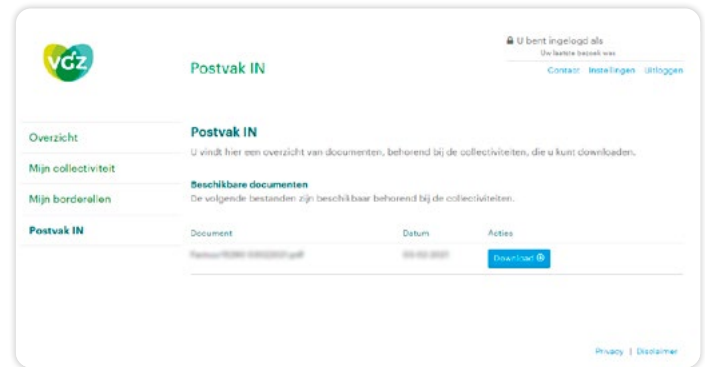 U bent ingelogd als
Uw laatste bezoek was
vgz
Postvak IN
Contact Instellingen Uitloggen
Overzicht
Mijn collectiviteit
Mijn borderellen
Postvak IN
Postvak IN
U vindt hier een overzicht van documenten, behorend bij de collectiviteiten, die u kunt downloaden.
Beschikbare documenten
De volgende bestanden zijn beschikbaar behorend bij de collectiviteiten.
Document Datum Acties
Download
Privacy | Disclaimer